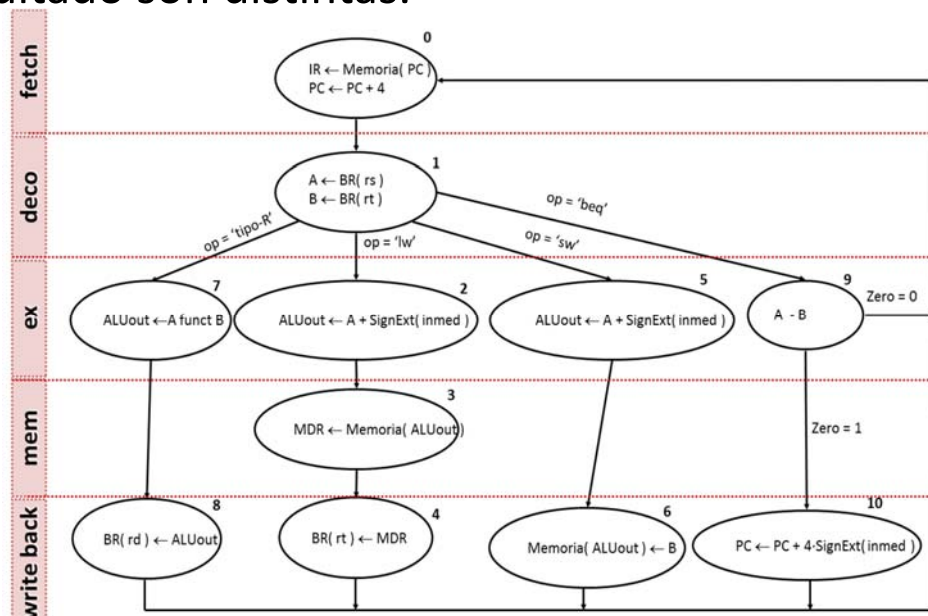 son distintas.
fetch
0
IR ← Memoria( PC )
PC ← PC + 4
deco
1
A ← BR( rs )
B ← BR( rt )
op = 'tipo-R'
op = 'lw'
op = 'sw'
op = 'beq'
ex
7
ALUout ←A funct B
2
ALUout ← A + SignExt( inmed )
5
ALUout ← A + SignExt( inmed )
9
A - B
Zero = 0
mem
3
MDR ← Memoria( ALUout )
Zero = 1
write back
8
BR( rd ) ← ALUout
4
BR( rt ) ← MDR
6
Memoria( ALUout ) ← B
10
PC ← PC + 4·SignExt( inmed )